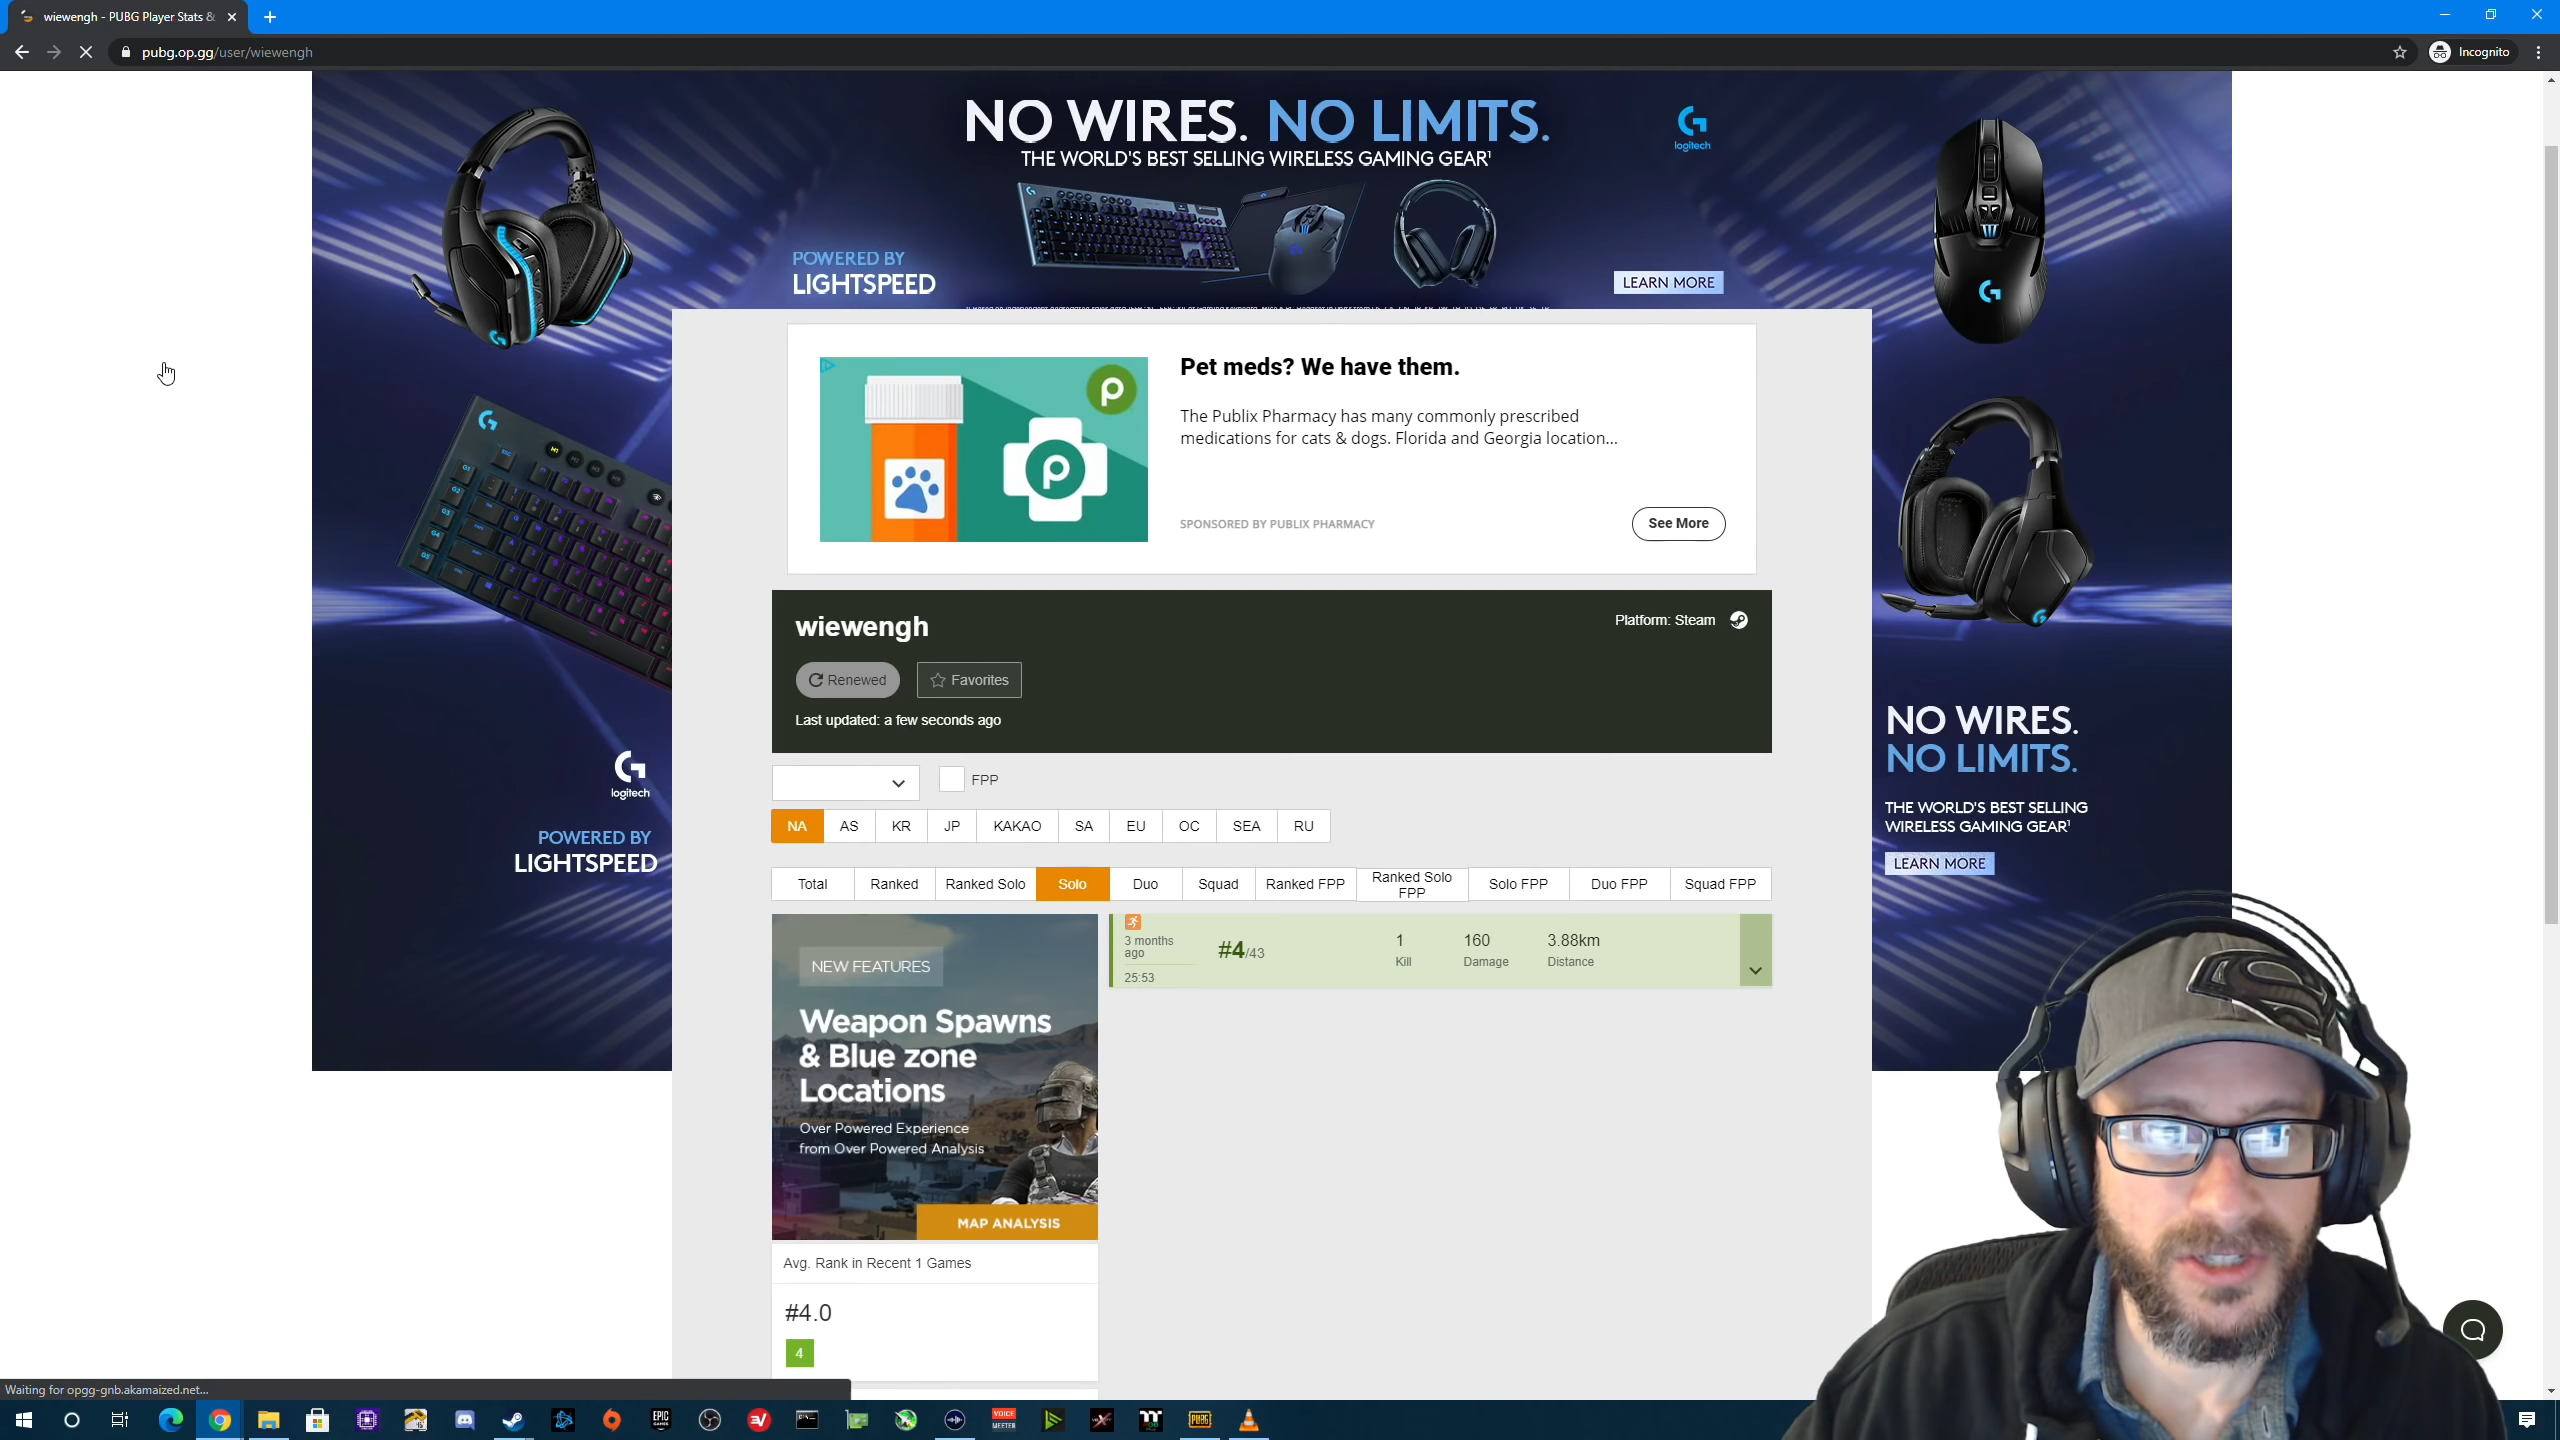 wiewengh - PUBG Player Stats &
pubg.op.gg/user/wiewengh
Incognito
NO WIRES. NO LIMITS.
THE WORLD'S BEST SELLING WIRELESS GAMING GEAR¹
logitech
POWERED BY
LIGHTSPEED
LEARN MORE
Pet meds? We have them.
The Publix Pharmacy has many commonly prescribed
medications for cats & dogs. Florida and Georgia location...
SPONSORED BY PUBLIX PHARMACY
See More
wiewengh
Platform: Steam
Renewed
Favorites
Last updated: a few seconds ago
FPP
NA AS KR JP KAKAO SA EU OC SEA RU
Total Ranked Ranked Solo Solo Duo Squad Ranked FPP Ranked Solo FPP Solo FPP Duo FPP Squad FPP
logitech
POWERED BY
LIGHTSPEED
NO WIRES.
NO LIMITS.
THE WORLD'S BEST SELLING
WIRELESS GAMING GEAR¹
LEARN MORE
3 months
ago
25:53
#4/43
1
Kill
160
Damage
3.88km
Distance
NEW FEATURES
Weapon Spawns
& Blue zone
Locations
Over Powered Experience
from Over Powered Analysis
MAP ANALYSIS
Avg. Rank in Recent 1 Games
#4.0
4
Waiting for opgg-gnb.akamaized.net...
EPIC
GAMES
VOICE
MEETER
PUBG